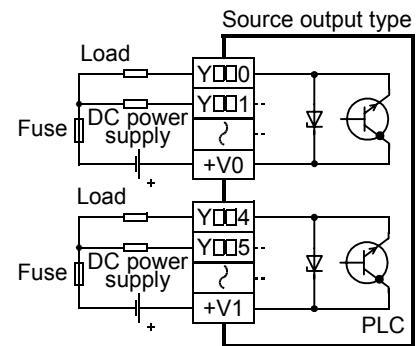 Source output type
Load
Y□□0
Y□□1
Fuse
DC power
supply
+V0
+
Load
Y□□4
Y□□5
Fuse
DC power
supply
+V1
+
PLC